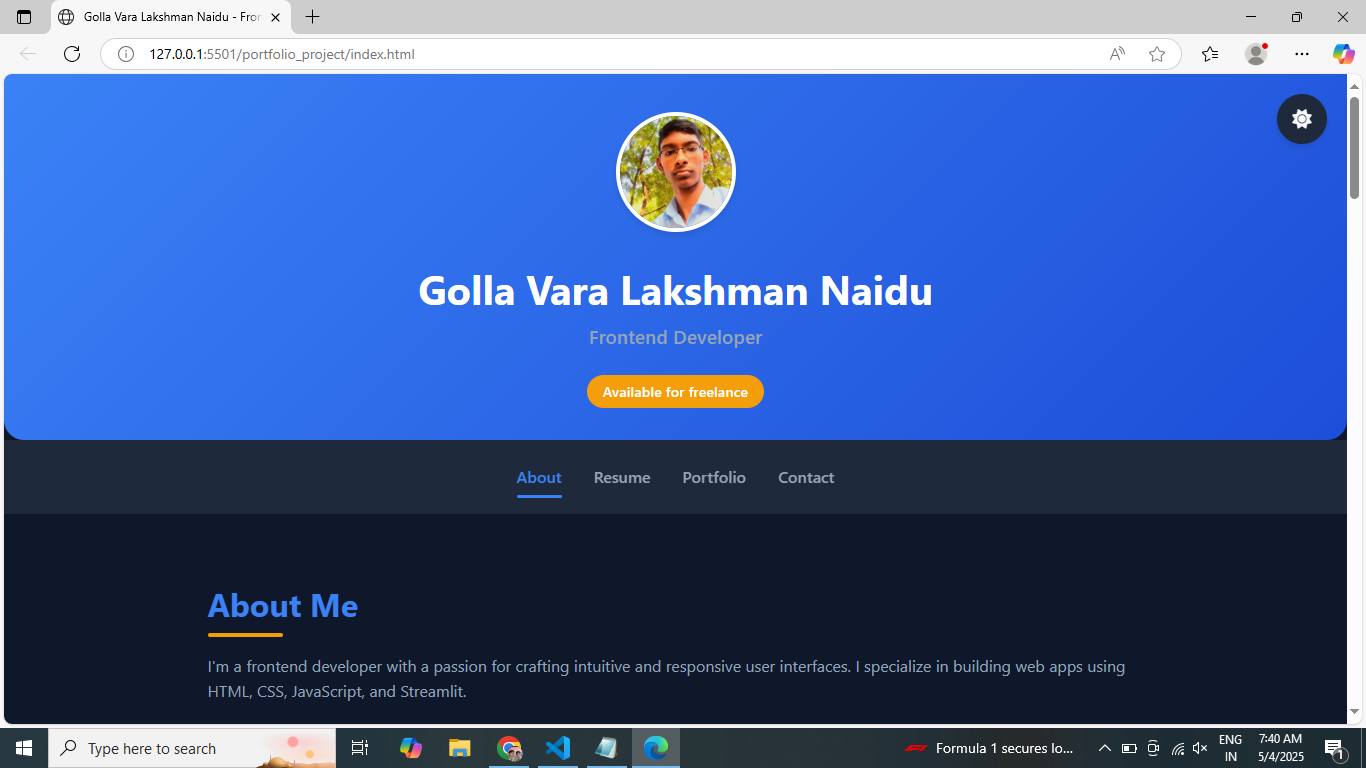 Golla Vara Lakshman Naidu - Fron
127.0.0.1:5501/portfolio_project/index.html
Golla Vara Lakshman Naidu
Frontend Developer
Available for freelance
About Resume Portfolio Contact
About Me
I'm a frontend developer with a passion for crafting intuitive and responsive user interfaces. I specialize in building web apps using
HTML, CSS, JavaScript, and Streamlit.
Type here to search
Formula 1 secures lo...
ENG
IN
7:40 AM
5/4/2025
1